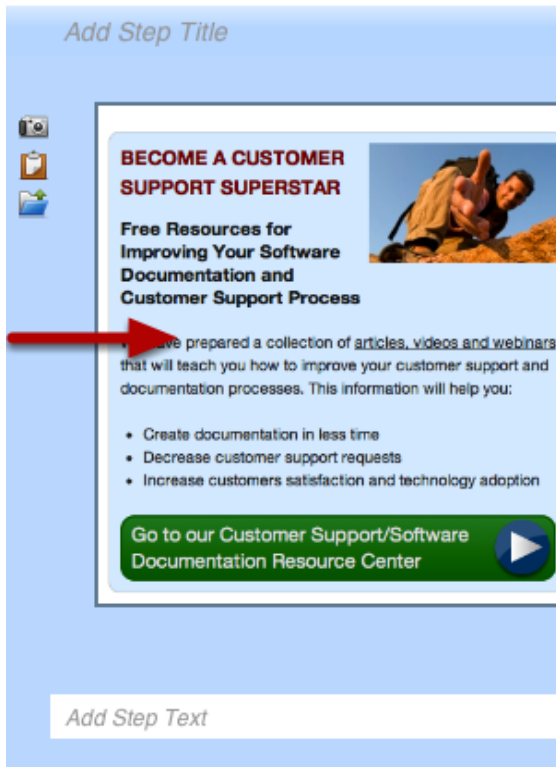 Add Step Title
BECOME A CUSTOMER
SUPPORT SUPERSTAR
Free Resources for
Improving Your Software
Documentation and
Customer Support Process
prepared a collection of articles, videos and webinars
that will teach you how to improve your customer support and
documentation processes. This information will help you:
• Create documentation in less time
• Decrease customer support requests
• Increase customers satisfaction and technology adoption
Go to our Customer Support/Software
Documentation Resource Center
Add Step Text